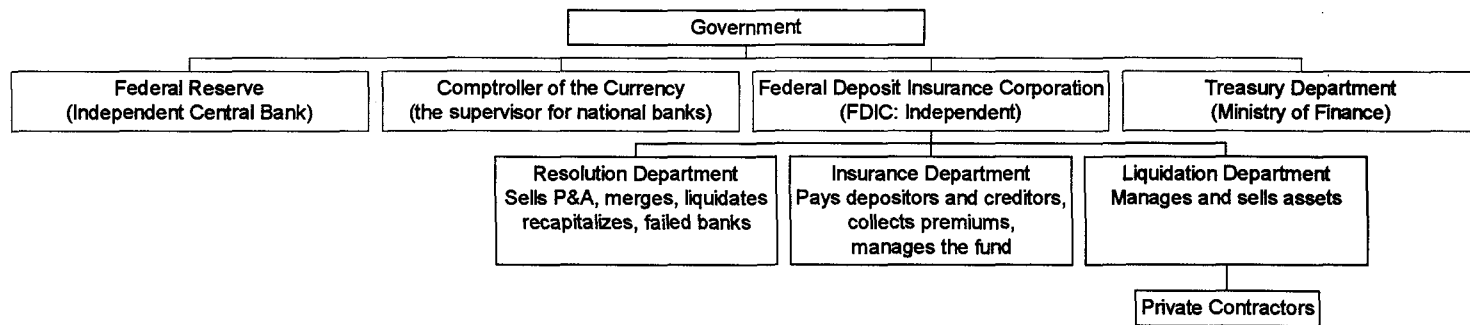 Government
Federal Reserve
(Independent Central Bank)
Comptroller of the Currency
(the supervisor for national banks)
Federal Deposit Insurance Corporation
(FDIC: Independent)
Treasury Department
(Ministry of Finance)
Resolution Department
Sells P&A, merges, liquidates
recapitalizes, failed banks
Insurance Department
Pays depositors and creditors,
collects premiums,
manages the fund
Liquidation Department
Manages and sells assets
Private Contractors